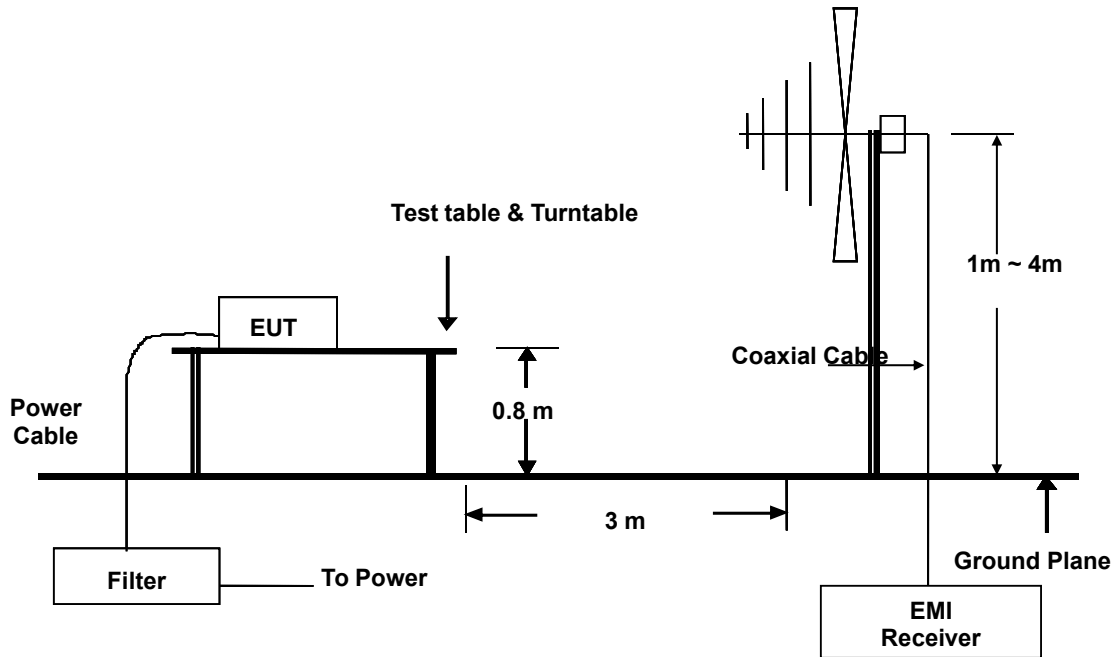 Test table & Turntable
1m ~ 4m
EUT
Coaxial Cable
0.8 m
Power
Cable
3 m
Ground Plane
Filter
To Power
EMI
Receiver